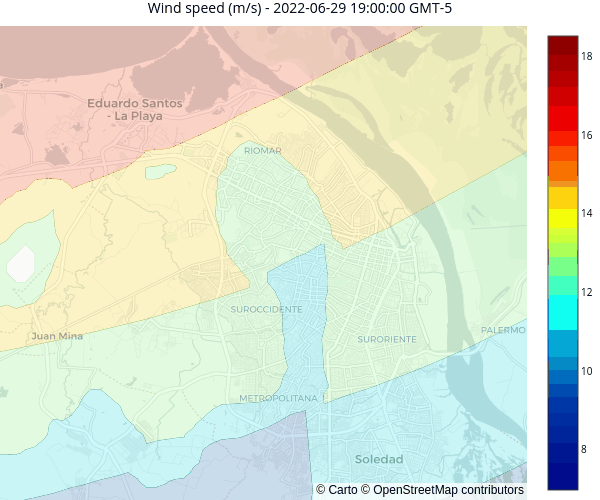 Wind speed (m/s) - 2022-06-29 19:00:00 GMT-5
18
Eduardo Santos
- La Playa
16
RIOMAR
14
12
SUROCCIDENTE
PALERMO
Juan Mina
SURORIENTE
10
METROPOLITANA
Soledad
8
© Carto © OpenStreetMap contributors